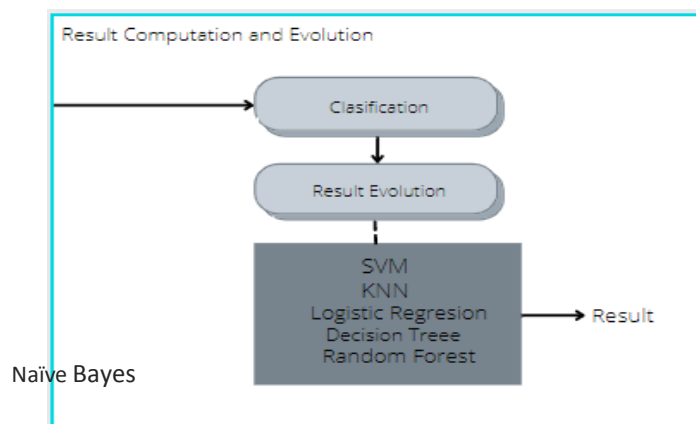 Result Computation and Evolution
Clasification
Result Evolution
SVM
KNN
Logistic Regresion
Decision Treee
Random Forest
Result
Naïve Bayes